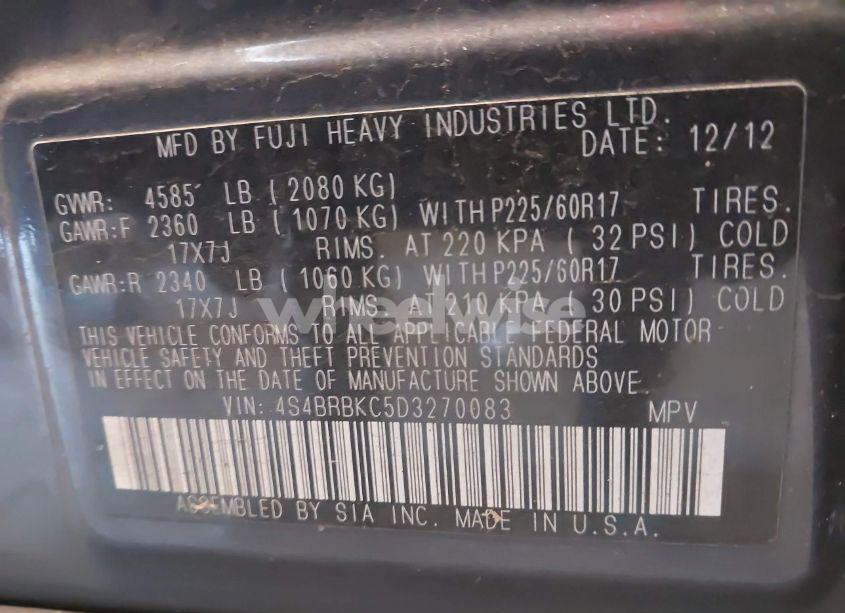 MFD BY FUJI HEAVY INDUSTRIES LTD.
DATE: 12/12
GVWR: 4585 LB (2080 KG)
GAWR:F 2360 LB (1070 KG) WITH P225/60R17 TIRES.
17X7J RIMS. AT 220 KPA (32 PSI) COLD
GAWR:R 2340 LB (1060 KG) WITH P225/60R17 TIRES.
17X7J RIMS. AT 210 KPA (30 PSI) COLD
wheelwise
THIS VEHICLE CONFORMS TO ALL APPLICABLE FEDERAL MOTOR
VEHICLE SAFETY AND THEFT PREVENTION STANDARDS
IN EFFECT ON THE DATE OF MANUFACTURE SHOWN ABOVE.
VIN: 4S4BRBKC5D3270083 MPV
ASSEMBLED BY SIA INC. MADE IN U.S.A.